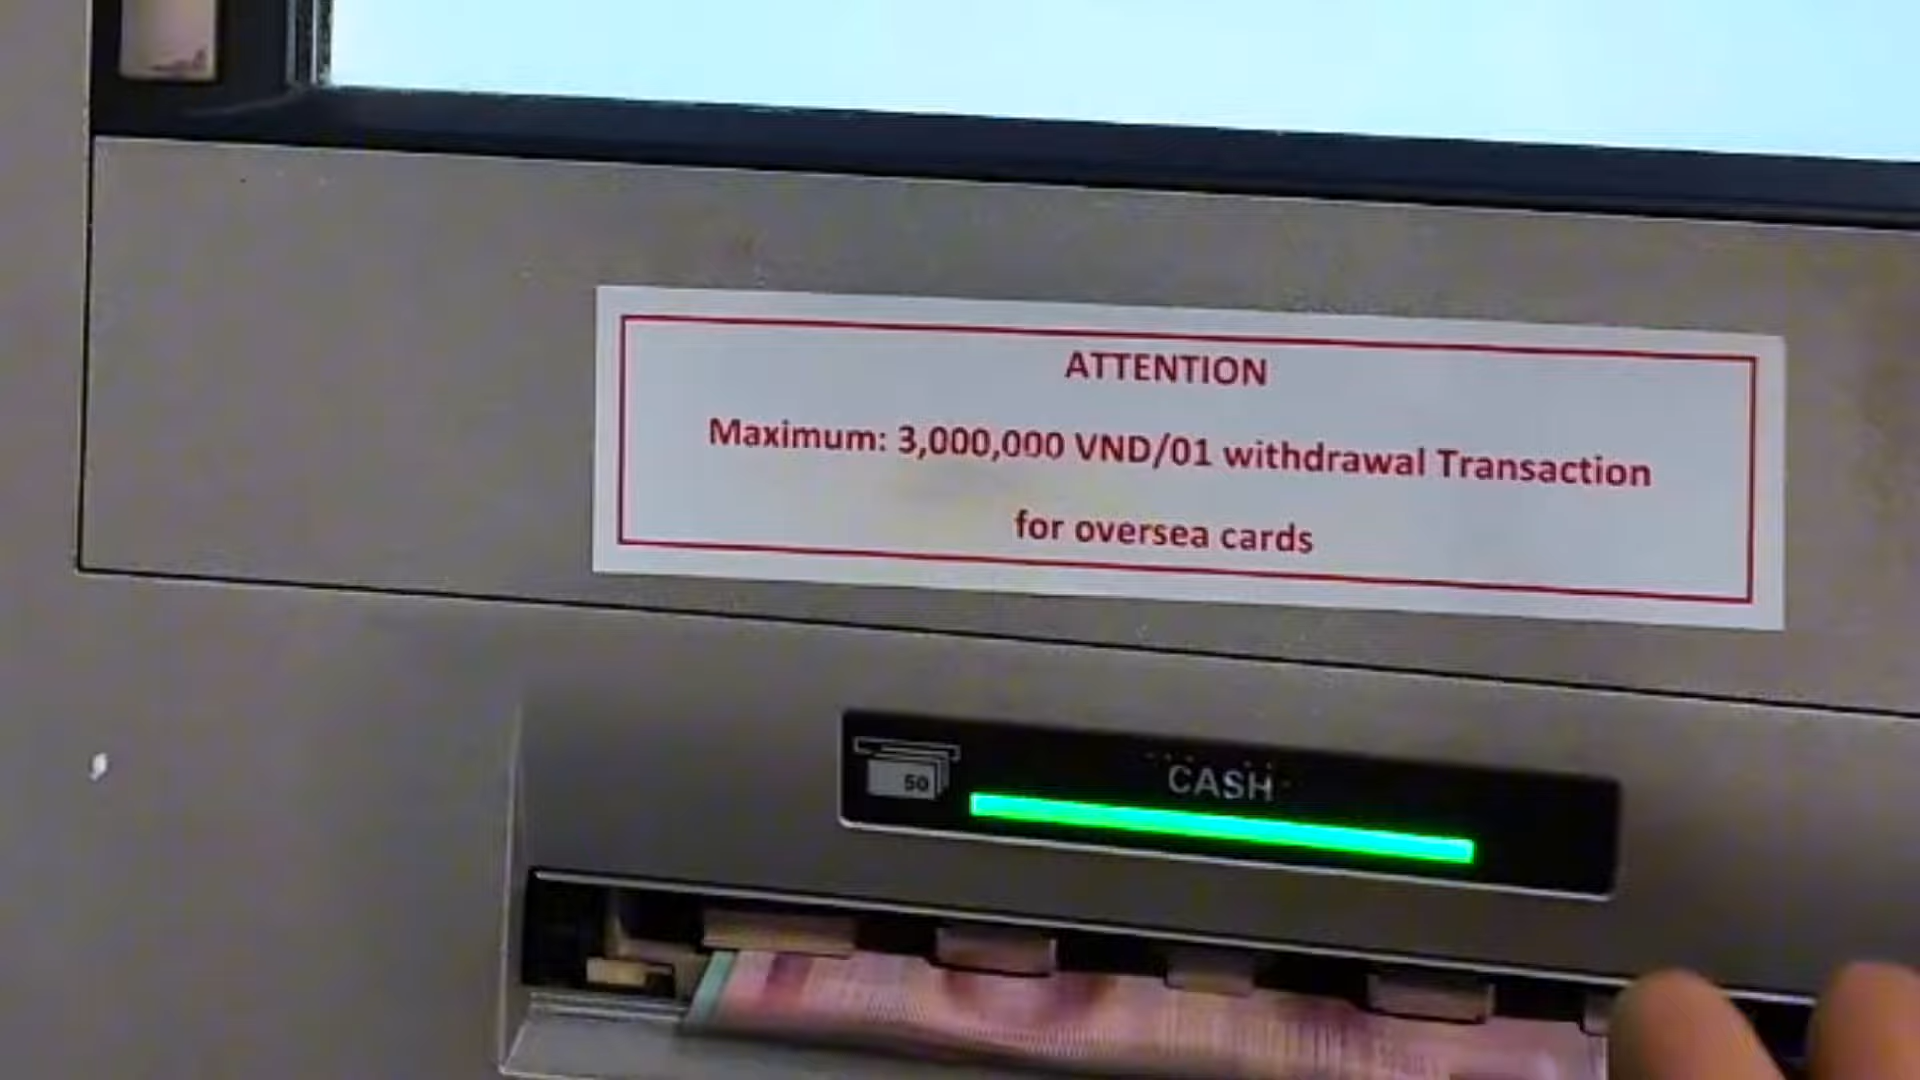 ATTENTION
Maximum: 3,000,000 VND/01 withdrawal Transaction
for oversea cards
50
CASH